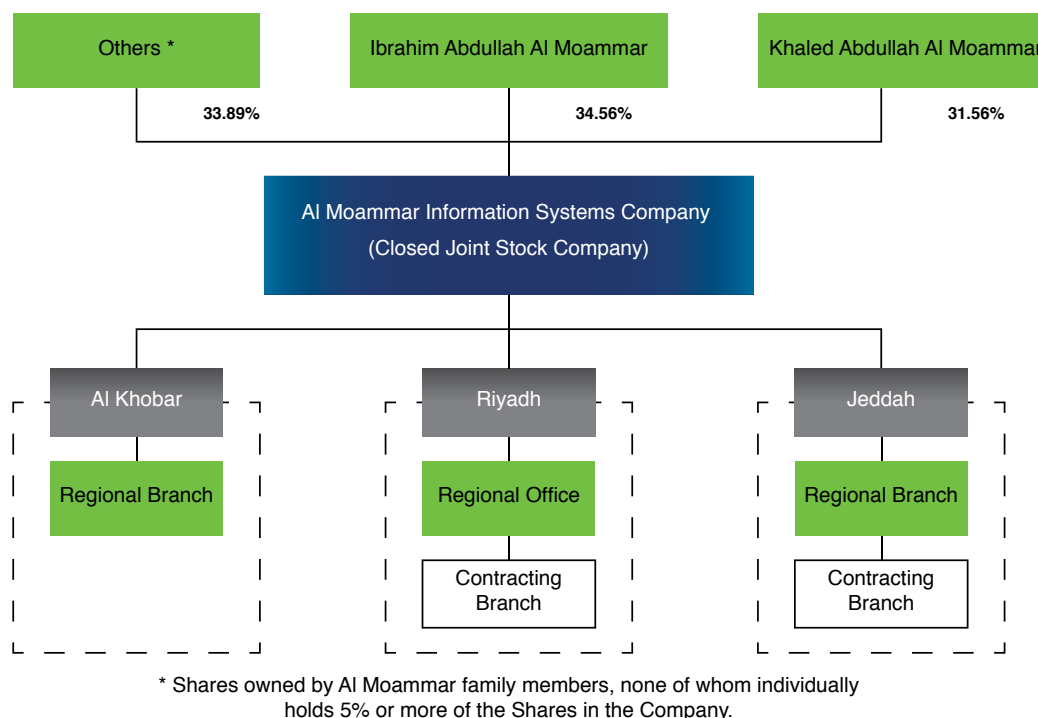 Others *
Ibrahim Abdullah Al Moammar
Khaled Abdullah Al Moammar
33.89%
34.56%
31.56%
Al Moammar Information Systems Company
(Closed Joint Stock Company)
Al Khobar
Riyadh
Jeddah
Regional Branch
Regional Office
Regional Branch
Contracting
Branch
Contracting
Branch
* Shares owned by Al Moammar family members, none of whom individually
holds 5% or more of the Shares in the Company.